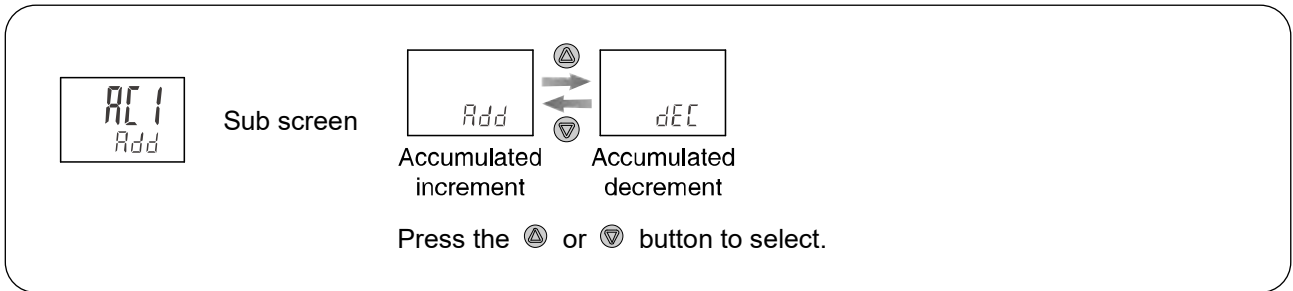 AC1
Add
Sub screen
Add
dEC
Accumulated increment
Accumulated decrement
Press the or button to select.